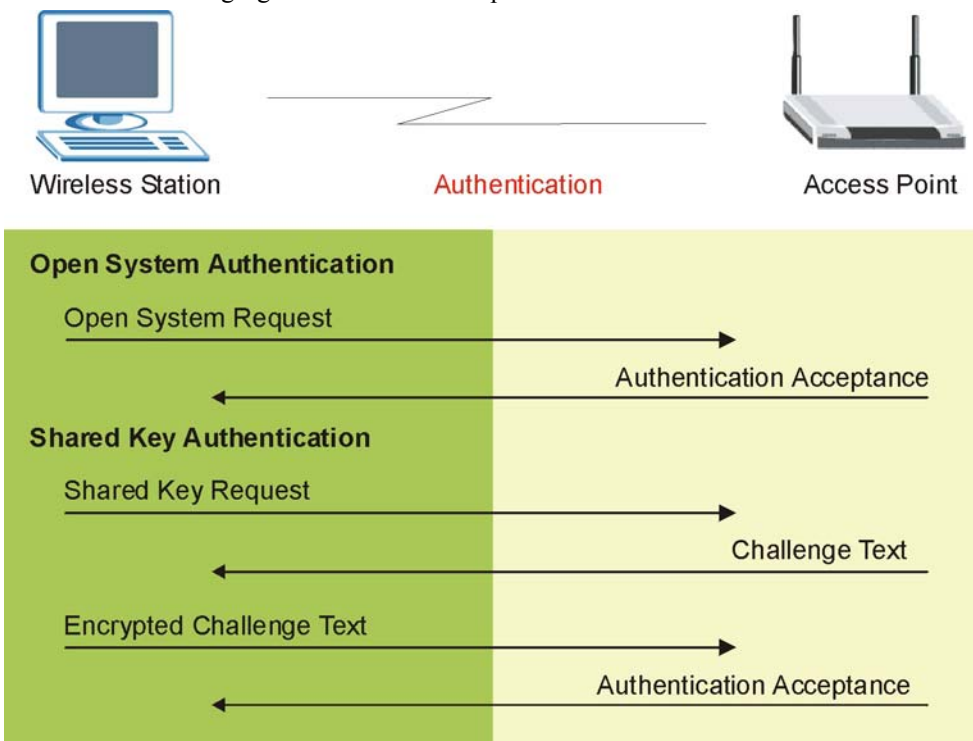 Wireless Station
Authentication
Access Point
Open System Authentication
Open System Request
Authentication Acceptance
Shared Key Authentication
Shared Key Request
Challenge Text
Encrypted Challenge Text
Authentication Acceptance